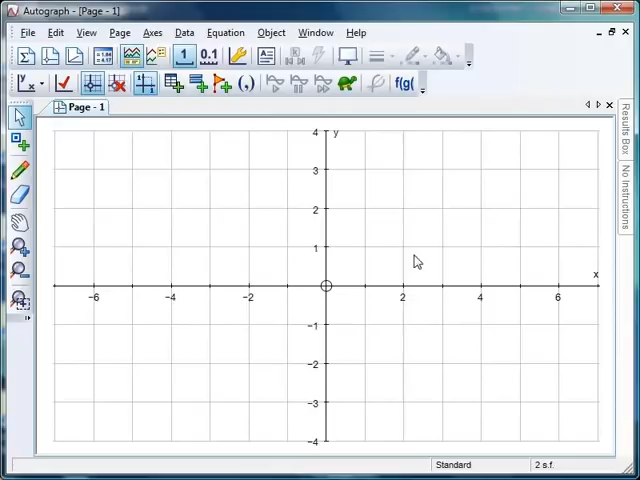 Autograph - [Page - 1]
File Edit View Page Axes Data Equation Object Window Help
1 0.1 A
y x (,) f(g(
Page - 1
Results Box
No Instructions
4 y
3
2
1
x
−6 −4 −2 2 4 6
−1
−2
−3
−4
Standard 2 s.f.